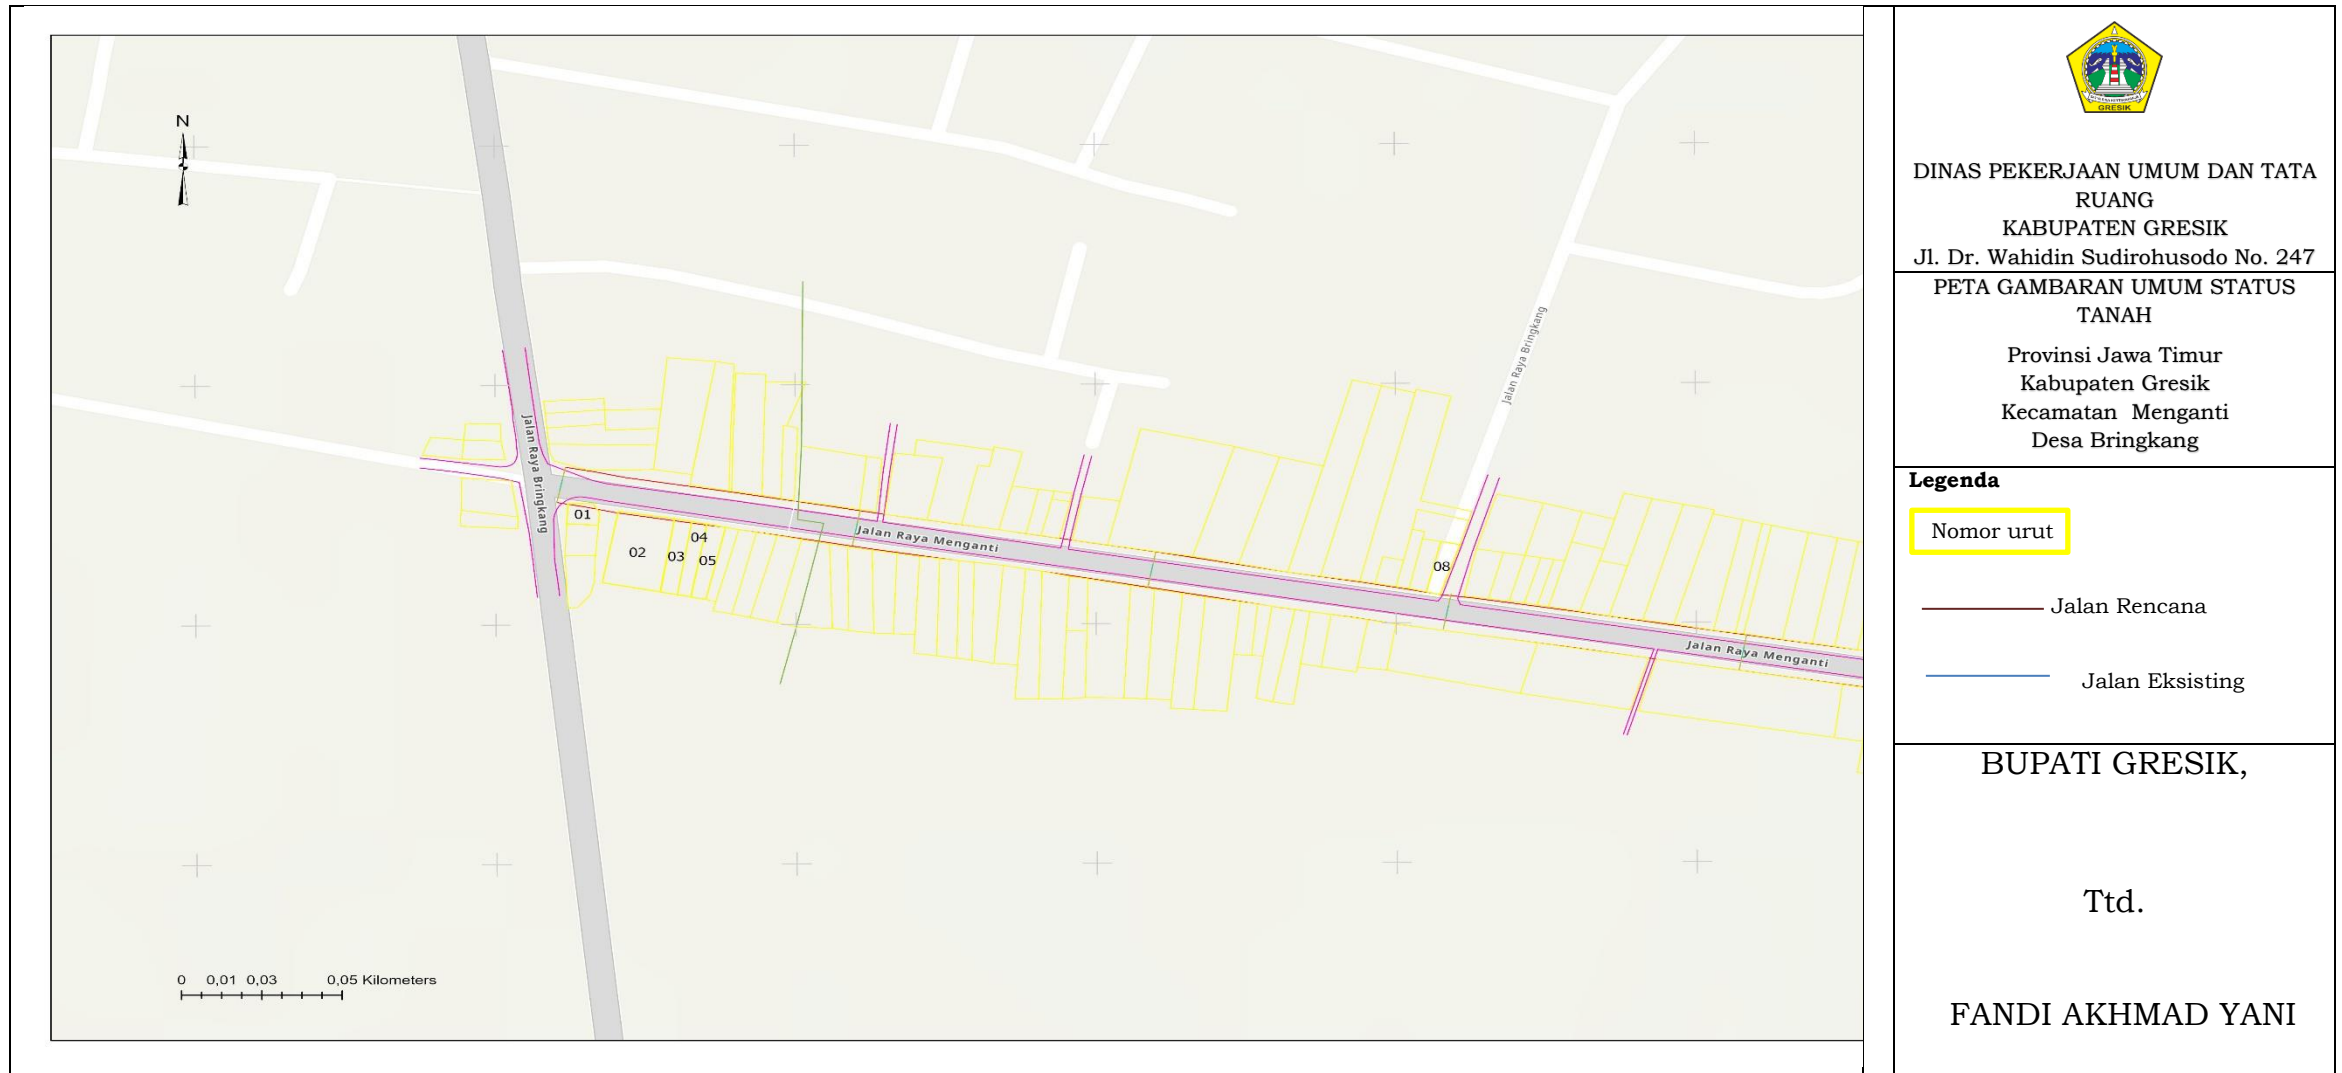 N
Jalan Raya Bringkang
Jalan Raya Bringkang
01
02
03
04
05
08
Jalan Raya Menganti
Jalan Raya Menganti
0 0,01 0,03 0,05 Kilometers
GRESIK
DINAS PEKERJAAN UMUM DAN TATA
RUANG
KABUPATEN GRESIK
Jl. Dr. Wahidin Sudirohusodo No. 247
PETA GAMBARAN UMUM STATUS
TANAH
Provinsi Jawa Timur
Kabupaten Gresik
Kecamatan Menganti
Desa Bringkang
Legenda
Nomor urut
Jalan Rencana
Jalan Eksisting
BUPATI GRESIK,
Ttd.
FANDI AKHMAD YANI